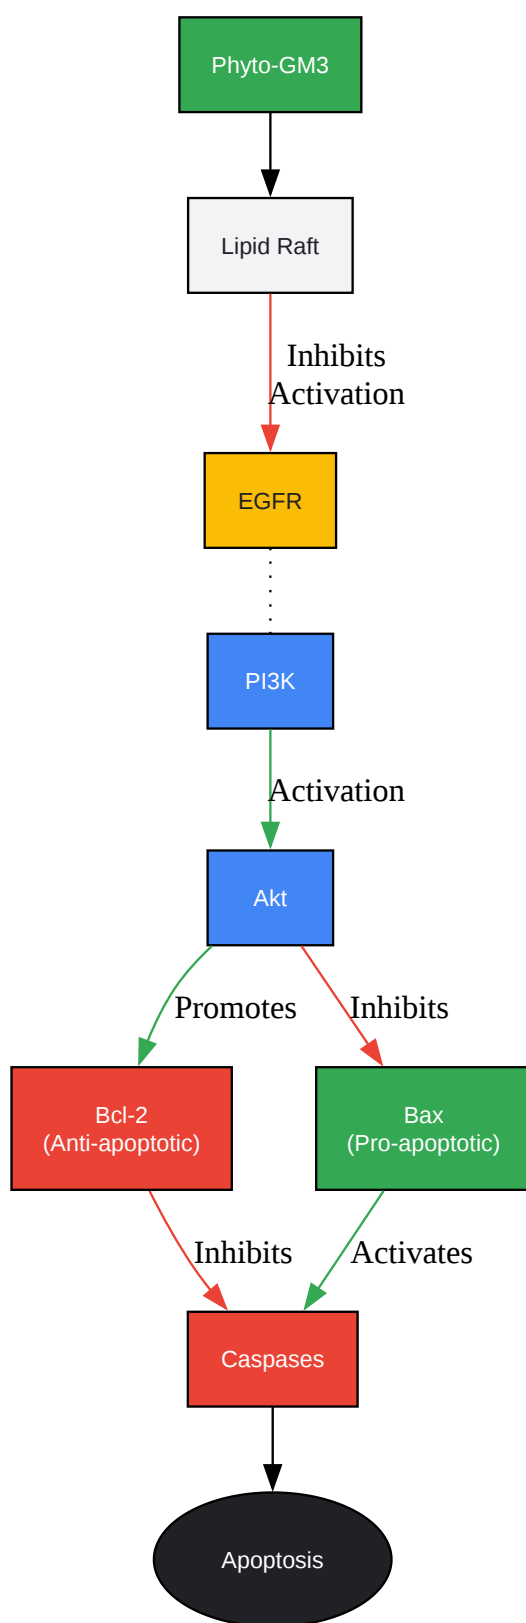 Phyto-GM3
Lipid Raft
Inhibits
Activation
EGFR
PI3K
Activation
Akt
Promotes
Inhibits
Bcl-2
(Anti-apoptotic)
Bax
(Pro-apoptotic)
Inhibits
Activates
Caspases
Apoptosis